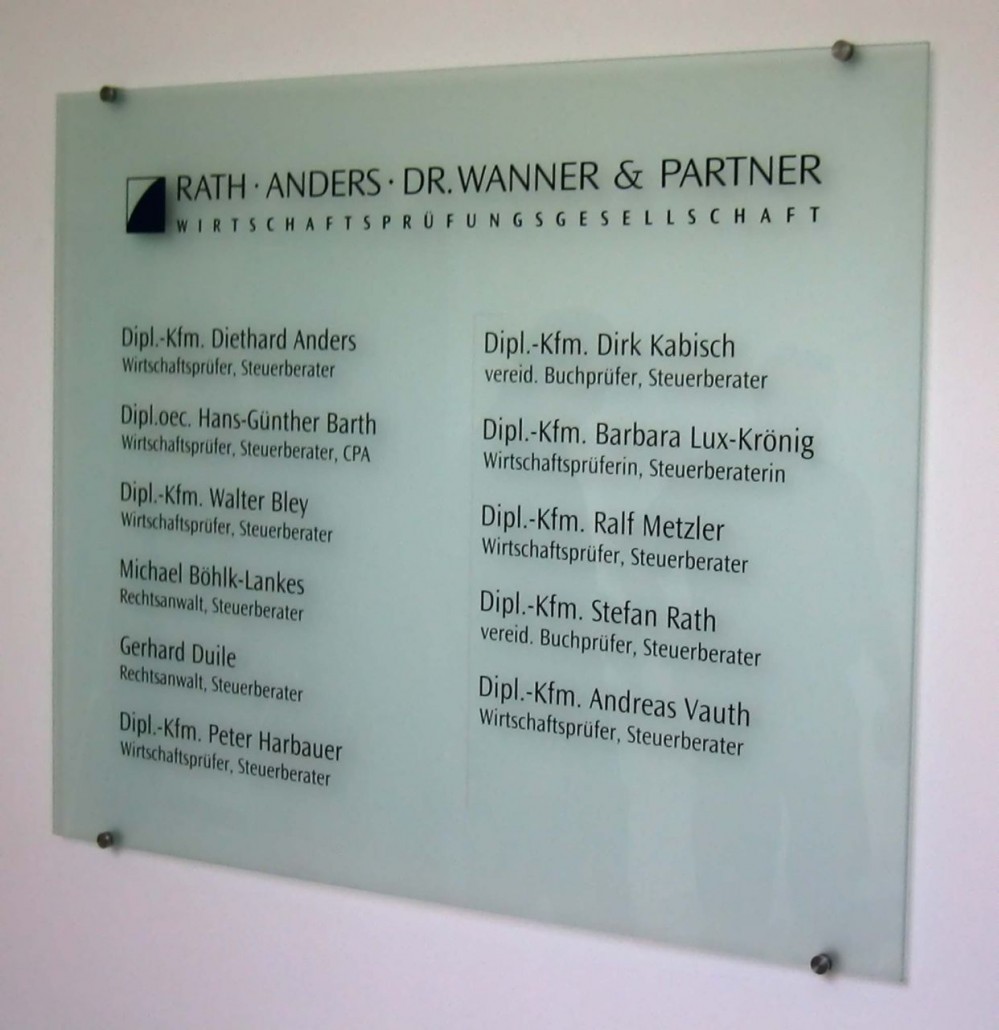 RATH · ANDERS · DR. WANNER & PARTNER
WIRTSCHAFTSPRÜFUNGSGESELLSCHAFT
Dipl.-Kfm. Diethard Anders
Wirtschaftsprüfer, Steuerberater
Dipl.oec. Hans-Günther Barth
Wirtschaftsprüfer, Steuerberater, CPA
Dipl.-Kfm. Walter Bley
Wirtschaftsprüfer, Steuerberater
Michael Böhlk-Lankes
Rechtsanwalt, Steuerberater
Gerhard Duile
Rechtsanwalt, Steuerberater
Dipl.-Kfm. Peter Harbauer
Wirtschaftsprüfer, Steuerberater
Dipl.-Kfm. Dirk Kabisch
vereid. Buchprüfer, Steuerberater
Dipl.-Kfm. Barbara Lux-Krönig
Wirtschaftsprüferin, Steuerberaterin
Dipl.-Kfm. Ralf Metzler
Wirtschaftsprüfer, Steuerberater
Dipl.-Kfm. Stefan Rath
vereid. Buchprüfer, Steuerberater
Dipl.-Kfm. Andreas Vauth
Wirtschaftsprüfer, Steuerberater